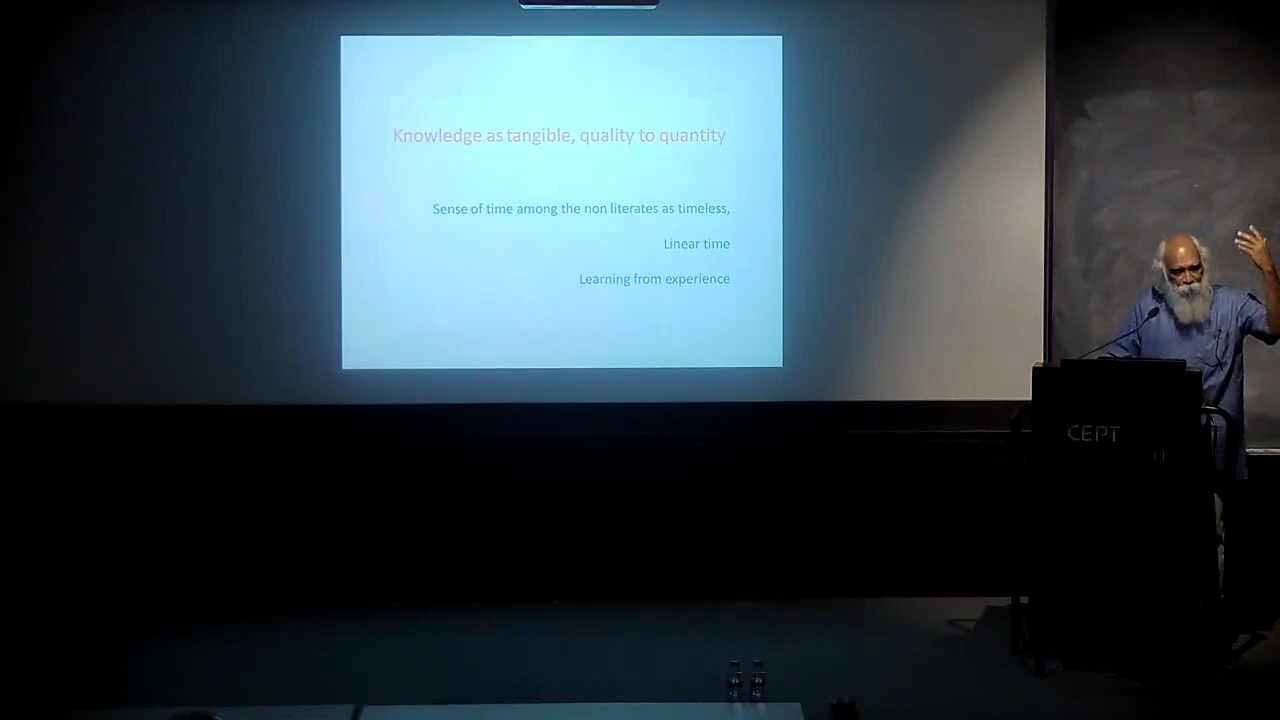 Knowledge as tangible, quality to quantity
Sense of time among the non literates as timeless,
Linear time
Learning from experience
CEPT